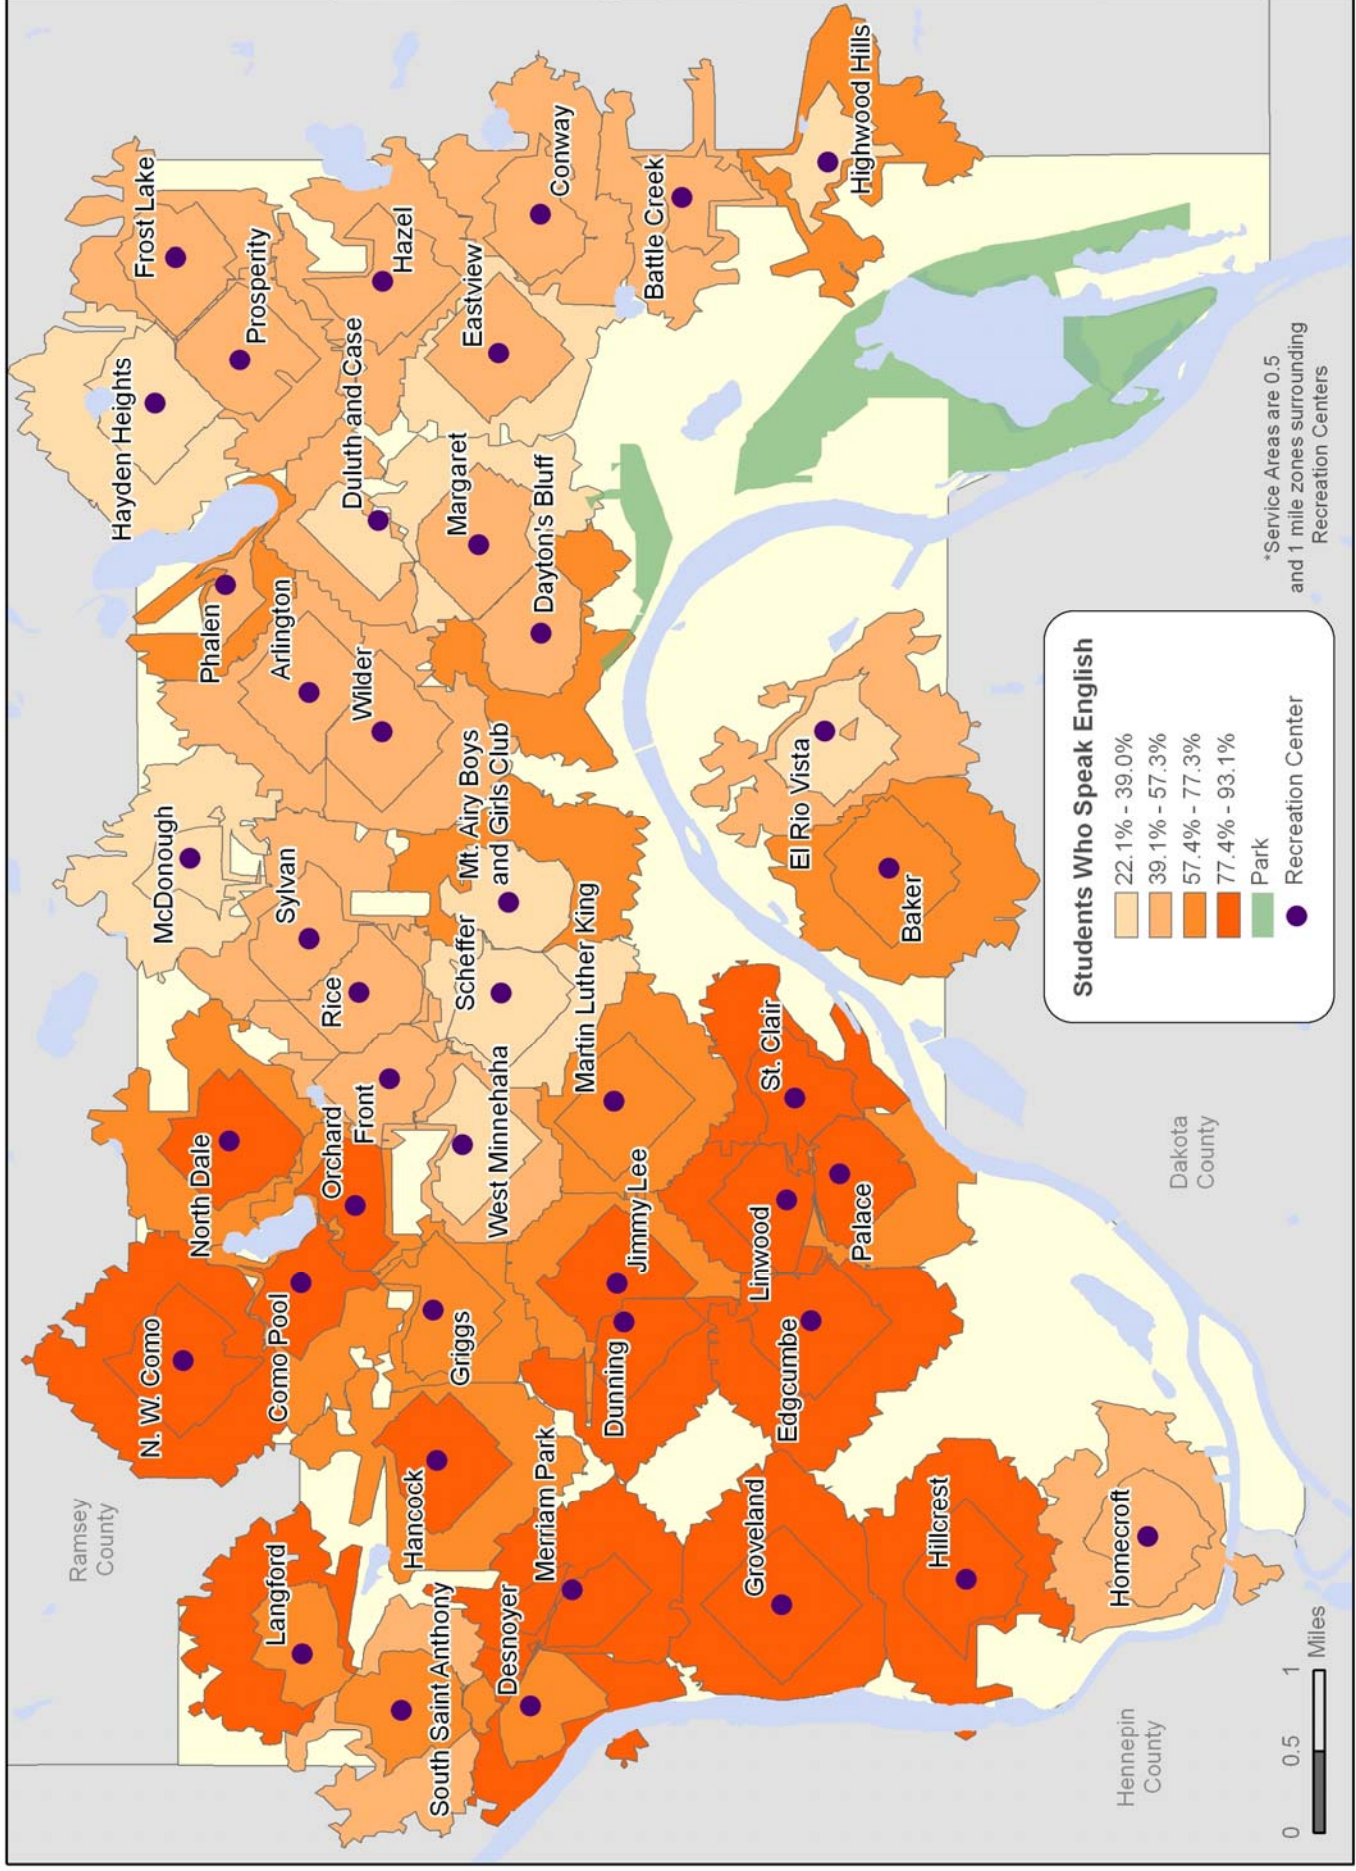 Ramsey
County
Langford
South Saint Anthony
Desnoyer
Merriam Park
Hancock
N. W. Como
Como Pool
North Dale
Orchard
Front
Griggs
West Minnehaha
Jimmy Lee
Dunning
Linwood
Edgcumbe
Palace
St. Clair
Groveland
Hillcrest
Homecroft
McDonough
Sylvan
Rice
Scheffer
Mt. Airy Boys
and Girls Club
Martin Luther King
Phalen
Arlington
Wilder
Hayden Heights
Frost Lake
Prosperity
Hazel
Duluth and Case
Margaret
Dayton's Bluff
Eastview
Conway
Battle Creek
Highwood Hills
El Rio Vista
Baker
Hennepin
County
Dakota
County
0
0.5
1
Miles
Students Who Speak English
22.1% - 39.0%
39.1% - 57.3%
57.4% - 77.3%
77.4% - 93.1%
Park
Recreation Center
*Service Areas are 0.5
and 1 mile zones surrounding
Recreation Centers